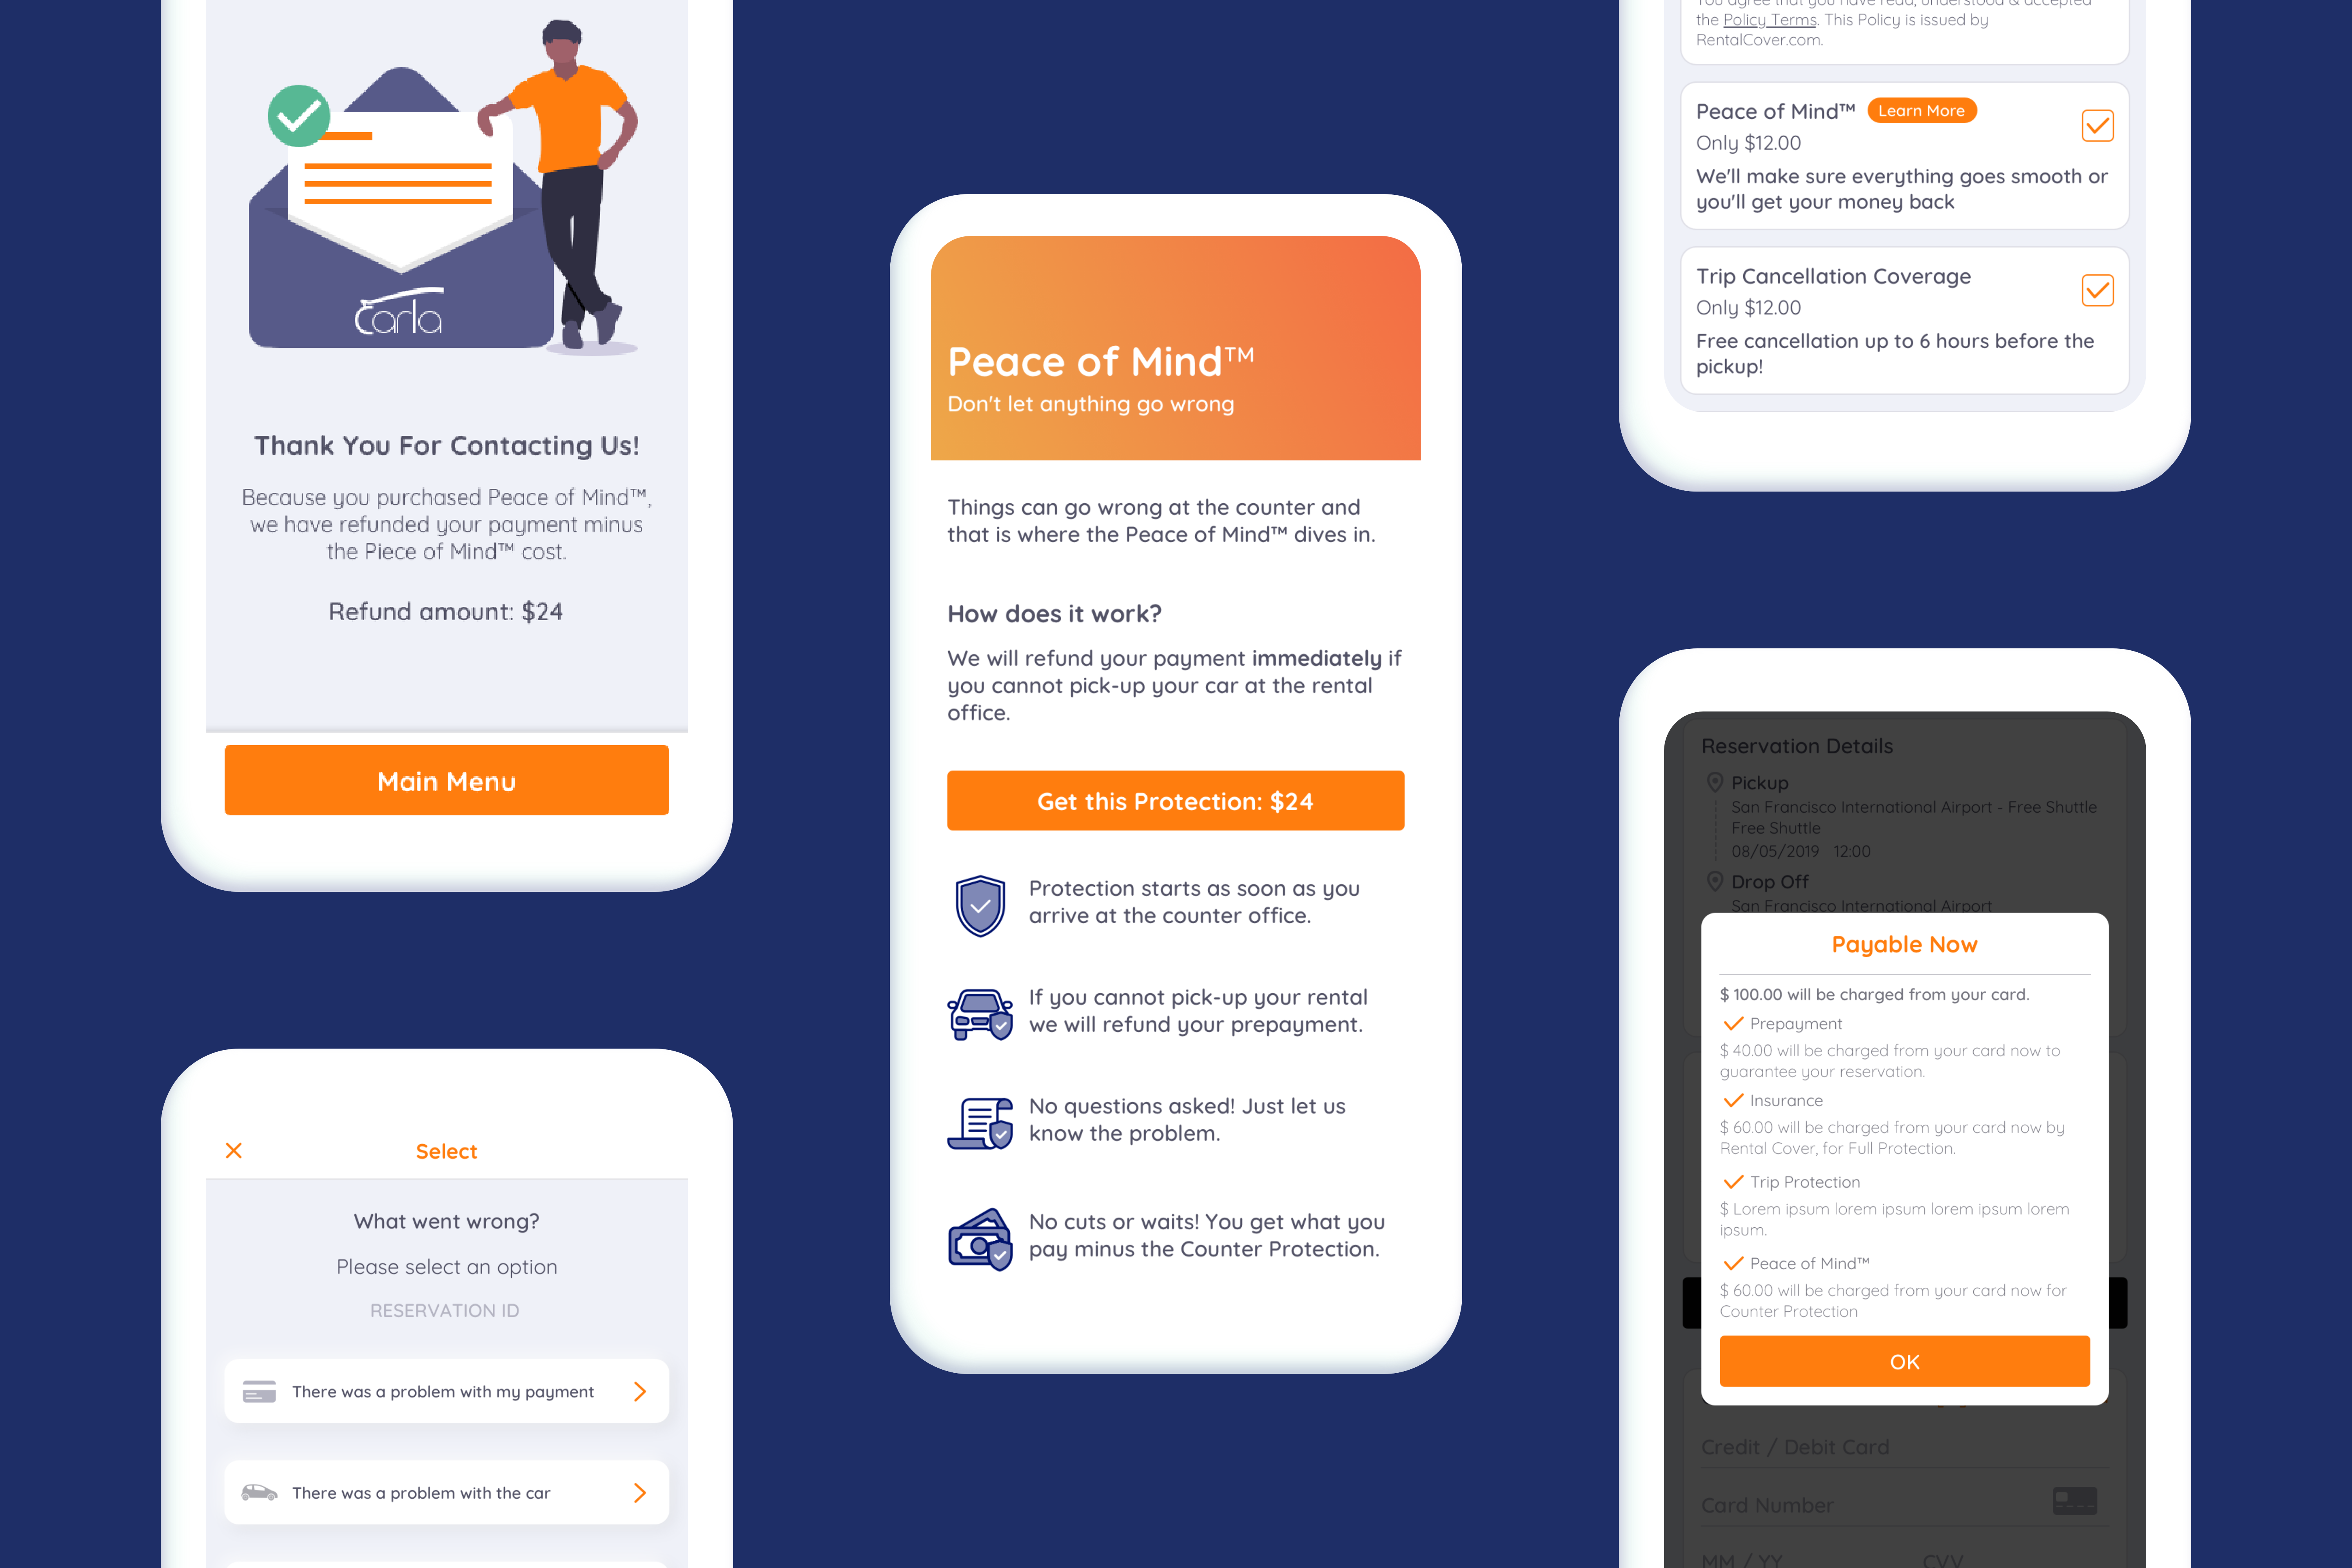 Carla
Thank You For Contacting Us!
Because you purchased Peace of Mind™,
we have refunded your payment minus
the Piece of Mind™ cost.
Refund amount: $24
Main Menu
Select
What went wrong?
Please select an option
RESERVATION ID
There was a problem with my payment
There was a problem with the car
Peace of Mind™
Don't let anything go wrong
Things can go wrong at the counter and
that is where the Peace of Mind™ dives in.
How does it work?
We will refund your payment immediately if
you cannot pick-up your car at the rental
office.
Get this Protection: $24
Protection starts as soon as you
arrive at the counter office.
If you cannot pick-up your rental
we will refund your prepayment.
No questions asked! Just let us
know the problem.
No cuts or waits! You get what you
pay minus the Counter Protection.
You agree that you have read, understood & accepted
the Policy Terms. This Policy is issued by
RentalCover.com.
Peace of Mind™ Learn More
Only $12.00
We'll make sure everything goes smooth or
you'll get your money back
Trip Cancellation Coverage
Only $12.00
Free cancellation up to 6 hours before the
pickup!
Reservation Details
Pickup
San Francisco International Airport - Free Shuttle
Free Shuttle
08/05/2019 12:00
Drop Off
San Francisco International Airport
Payable Now
$ 100.00 will be charged from your card.
Prepayment
$ 40.00 will be charged from your card now to
guarantee your reservation.
Insurance
$ 60.00 will be charged from your card now by
Rental Cover, for Full Protection.
Trip Protection
$ Lorem ipsum lorem ipsum lorem ipsum lorem
ipsum.
Peace of Mind™
$ 60.00 will be charged from your card now for
Counter Protection
OK
Credit / Debit Card
Card Number
MM / YY CVV